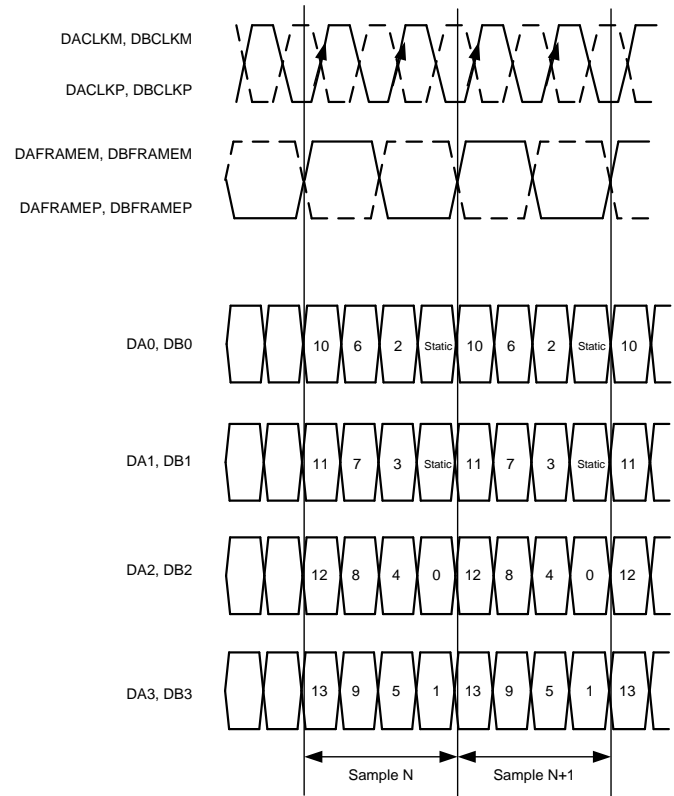 DACLKM, DBCLKM
DACLKP, DBCLKP
DAFRAMEM, DBFRAMEM
DAFRAMEP, DBFRAMEP
DA0, DB0 10 6 2 Static 10 6 2 Static 10
DA1, DB1 11 7 3 Static 11 7 3 Static 11
DA2, DB2 12 8 4 0 12 8 4 0 12
DA3, DB3 13 9 5 1 13 9 5 1 13
Sample N Sample N+1